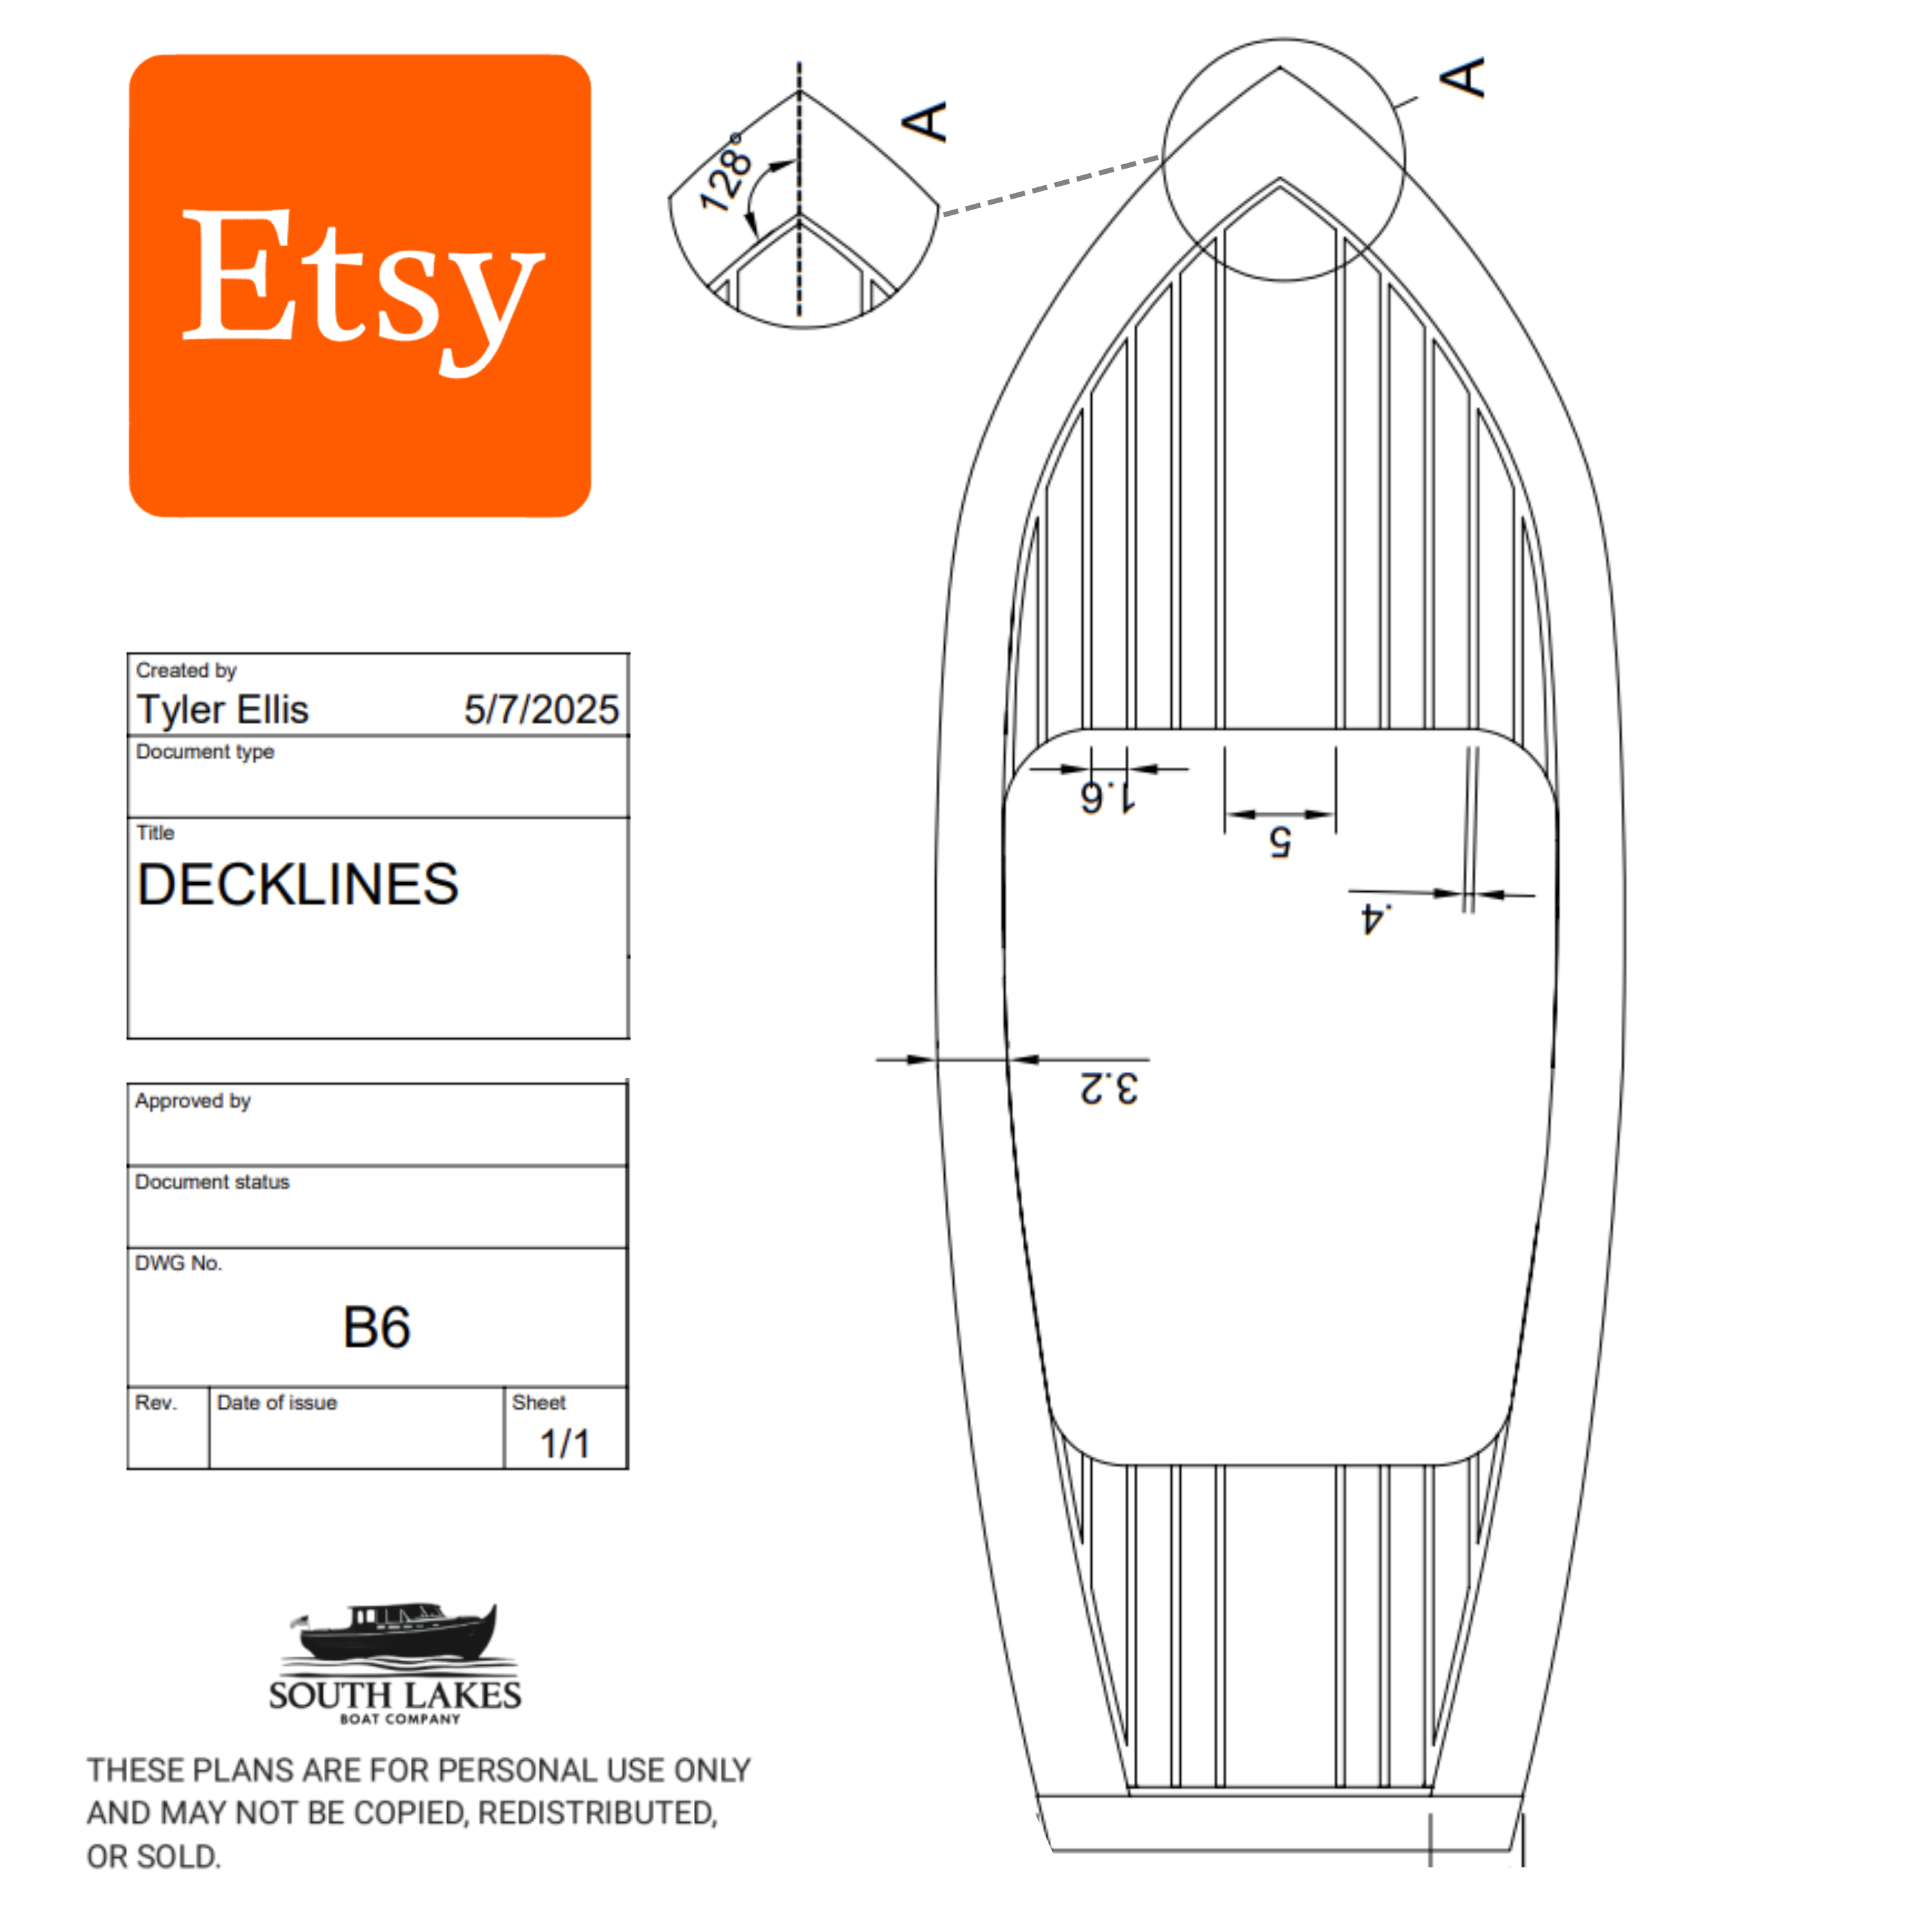 Etsy
A
A
128°
Created by
Tyler Ellis 5/7/2025
Document type
Title
DECKLINES
1.6
5
.4
3.2
Approved by
Document status
DWG No.
B6
Rev. Date of issue Sheet
1/1
SOUTH LAKES
BOAT COMPANY
THESE PLANS ARE FOR PERSONAL USE ONLY
AND MAY NOT BE COPIED, REDISTRIBUTED,
OR SOLD.